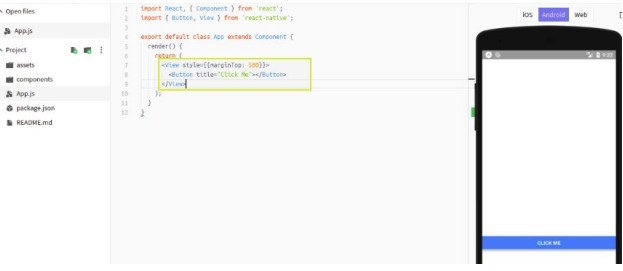 Open files
App.js
Project
assets
components
App.js
package.json
README.md
1 import React, { Component } from 'react';
2 import { Button, View } from 'react-native';
3
4 export default class App extends Component {
5 render() {
6 return (
7 <View style={{marginTop: 100}}>
8 <Button title="Click Me"></Button>
9 </View>
10 );
11 }
12 }
iOS Android Web
CLICK ME